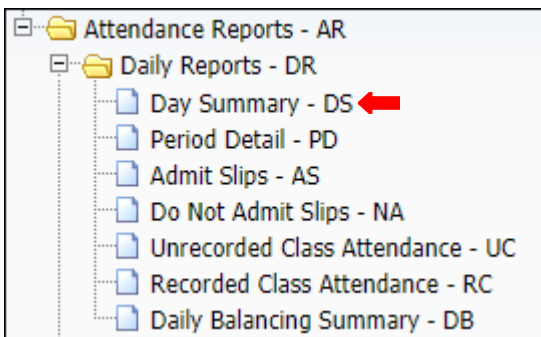 Attendance Reports - AR
Daily Reports - DR
Day Summary - DS
Period Detail - PD
Admit Slips - AS
Do Not Admit Slips - NA
Unrecorded Class Attendance - UC
Recorded Class Attendance - RC
Daily Balancing Summary - DB